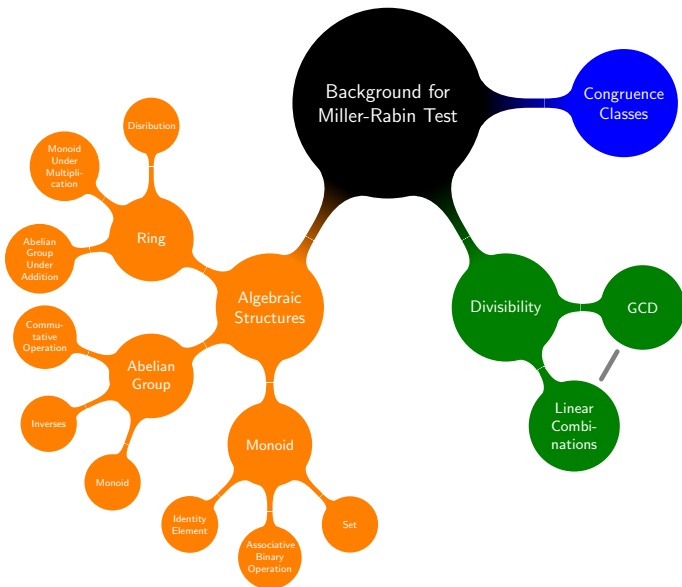 Background for
Miller-Rabin Test
Congruence
Classes
Disribution
Monoid
Under
Multipli-
cation
Ring
Abelian
Group
Under
Addition
Algebraic
Structures
Divisibility
GCD
Commu-
tative
Operation
Abelian
Group
Inverses
Monoid
Linear
Combi-
nations
Monoid
Identity
Element
Associative
Binary
Operation
Set